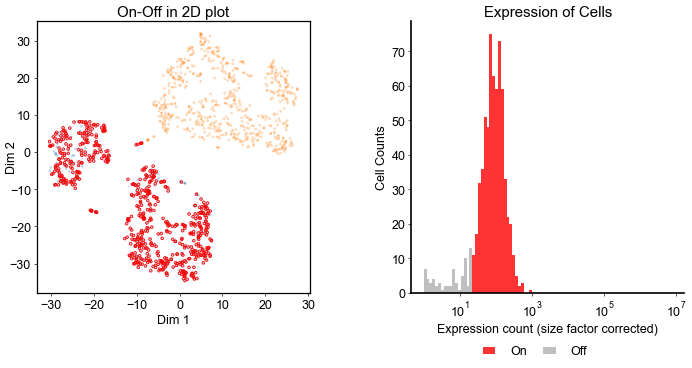 On-Off in 2D plot
30
20
10
0
−10
−20
−30
Dim 2
−30 −20 −10 0 10 20 30
Dim 1
Expression of Cells
70
60
50
40
30
20
10
0
Cell Counts
10^1 10^3 10^5 10^7
Expression count (size factor corrected)
On Off